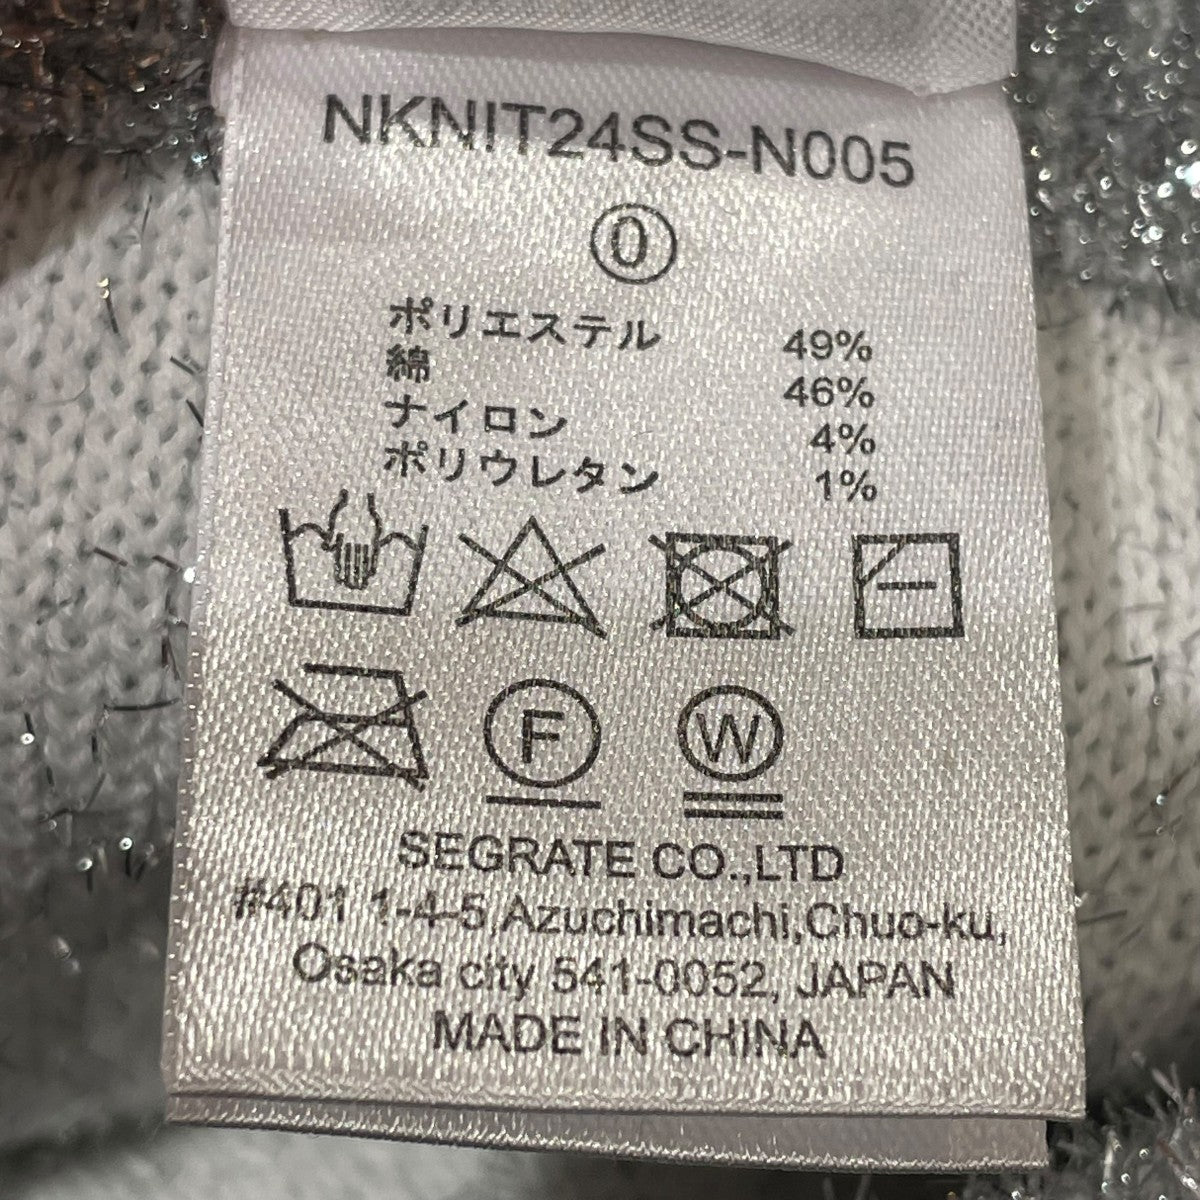 NKNIT24SS-N005
0
ポリエステル 49%
綿 46%
ナイロン 4%
ポリウレタン 1%
F W
SEGRATE CO.,LTD
#401 1-4-5,Azuchimachi,Chuo-ku,
Osaka city 541-0052, JAPAN
MADE IN CHINA